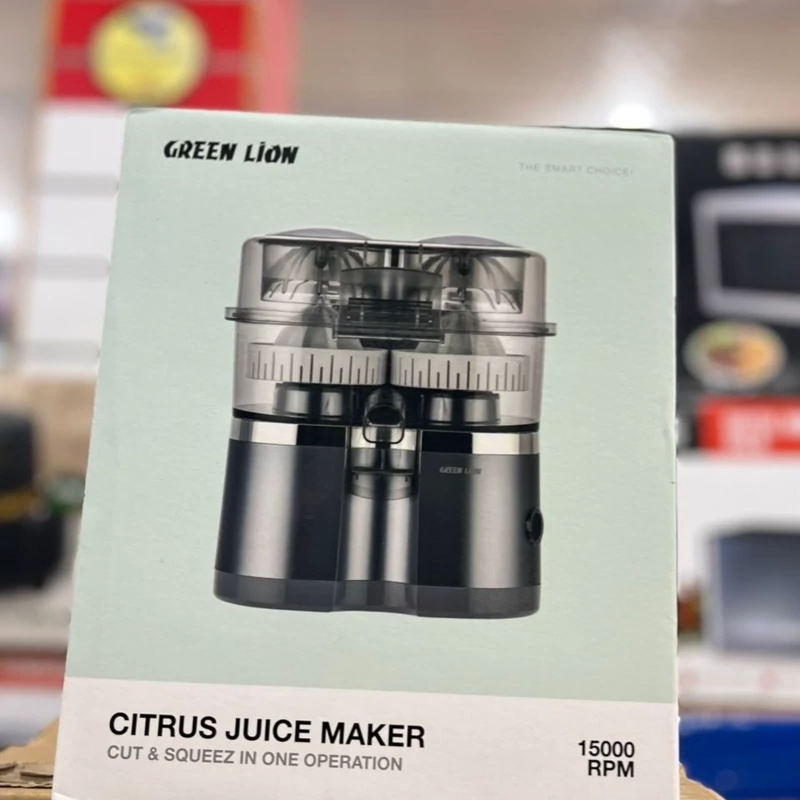 GREEN LiON
THE SMART CHOICE!
GREEN LION
CITRUS JUICE MAKER
CUT & SQUEEZ IN ONE OPERATION
15000
RPM